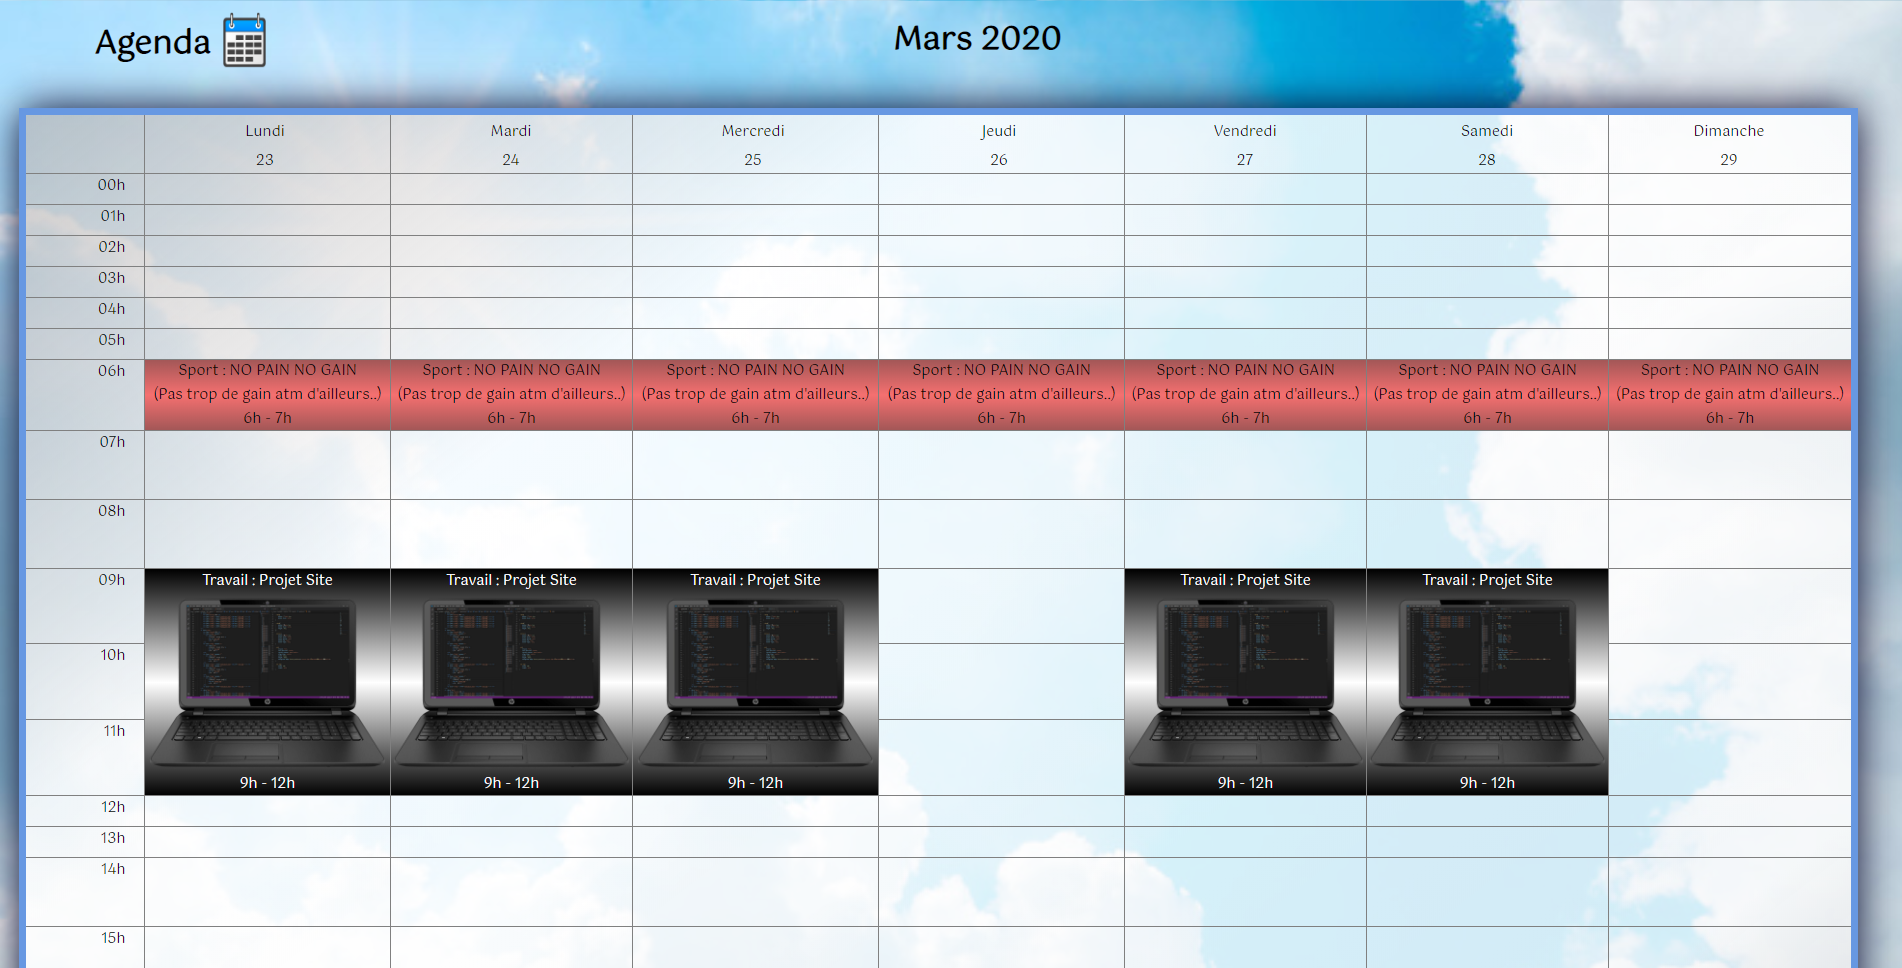 Agenda
Mars 2020
Lundi Mardi Mercredi Jeudi Vendredi Samedi Dimanche
23 24 25 26 27 28 29
00h
01h
02h
03h
04h
05h
06h Sport : NO PAIN NO GAIN Sport : NO PAIN NO GAIN Sport : NO PAIN NO GAIN Sport : NO PAIN NO GAIN Sport : NO PAIN NO GAIN Sport : NO PAIN NO GAIN Sport : NO PAIN NO GAIN
(Pas trop de gain atm d'ailleurs..) (Pas trop de gain atm d'ailleurs..) (Pas trop de gain atm d'ailleurs..) (Pas trop de gain atm d'ailleurs..) (Pas trop de gain atm d'ailleurs..) (Pas trop de gain atm d'ailleurs..) (Pas trop de gain atm d'ailleurs..)
6h - 7h 6h - 7h 6h - 7h 6h - 7h 6h - 7h 6h - 7h 6h - 7h
07h
08h
09h Travail : Projet Site Travail : Projet Site Travail : Projet Site Travail : Projet Site Travail : Projet Site
10h
11h
9h - 12h 9h - 12h 9h - 12h 9h - 12h 9h - 12h
12h
13h
14h
15h